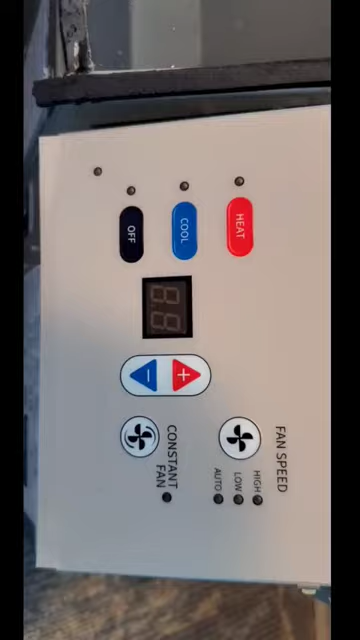 HEAT
COOL
OFF
+
−
FAN SPEED
HIGH
LOW
AUTO
CONSTANT
FAN